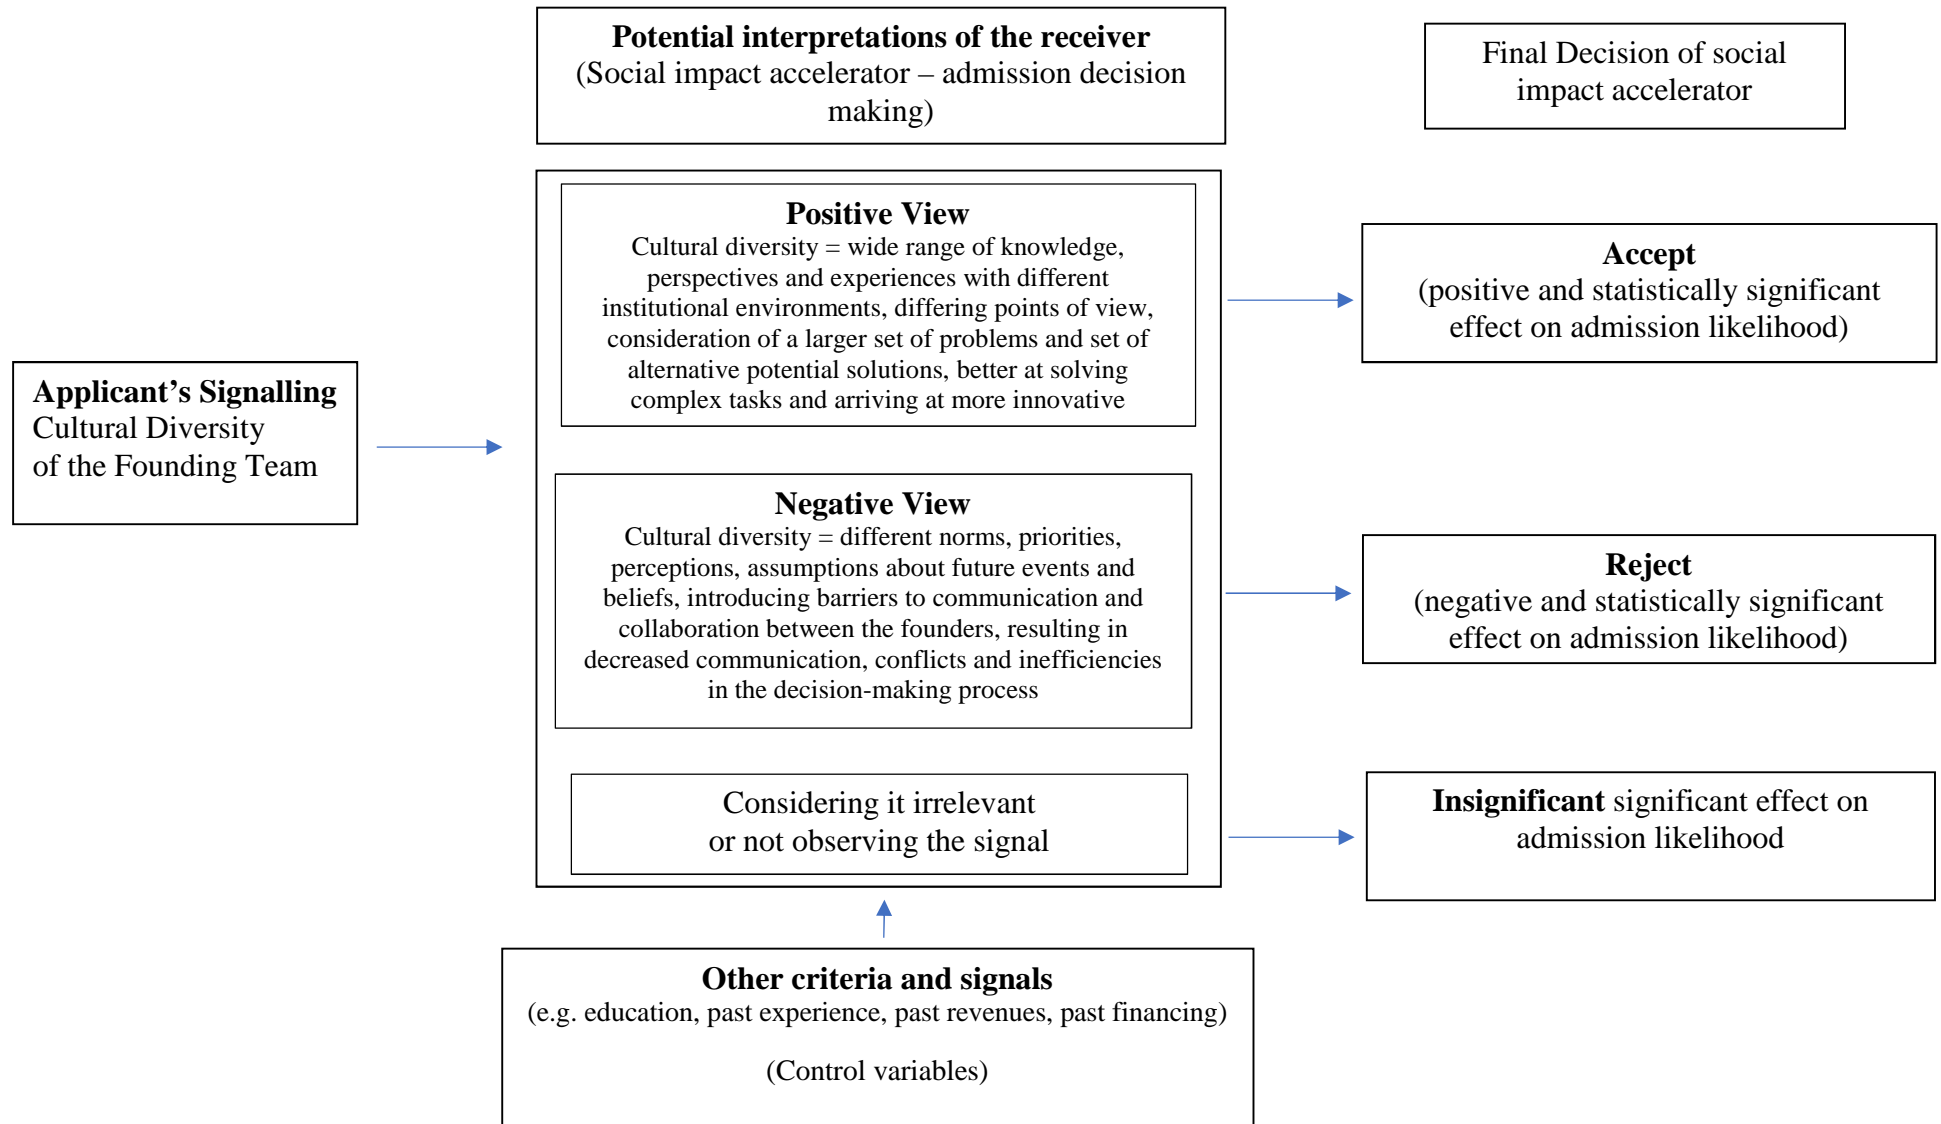 Potential interpretations of the receiver
(Social impact accelerator – admission decision
making)
Final Decision of social
impact accelerator
Applicant's Signalling
Cultural Diversity
of the Founding Team
Positive View
Cultural diversity = wide range of knowledge,
perspectives and experiences with different
institutional environments, differing points of view,
consideration of a larger set of problems and set of
alternative potential solutions, better at solving
complex tasks and arriving at more innovative
Accept
(positive and statistically significant
effect on admission likelihood)
Negative View
Cultural diversity = different norms, priorities,
perceptions, assumptions about future events and
beliefs, introducing barriers to communication and
collaboration between the founders, resulting in
decreased communication, conflicts and inefficiencies
in the decision-making process
Reject
(negative and statistically significant
effect on admission likelihood)
Considering it irrelevant
or not observing the signal
Insignificant significant effect on
admission likelihood
Other criteria and signals
(e.g. education, past experience, past revenues, past financing)
(Control variables)